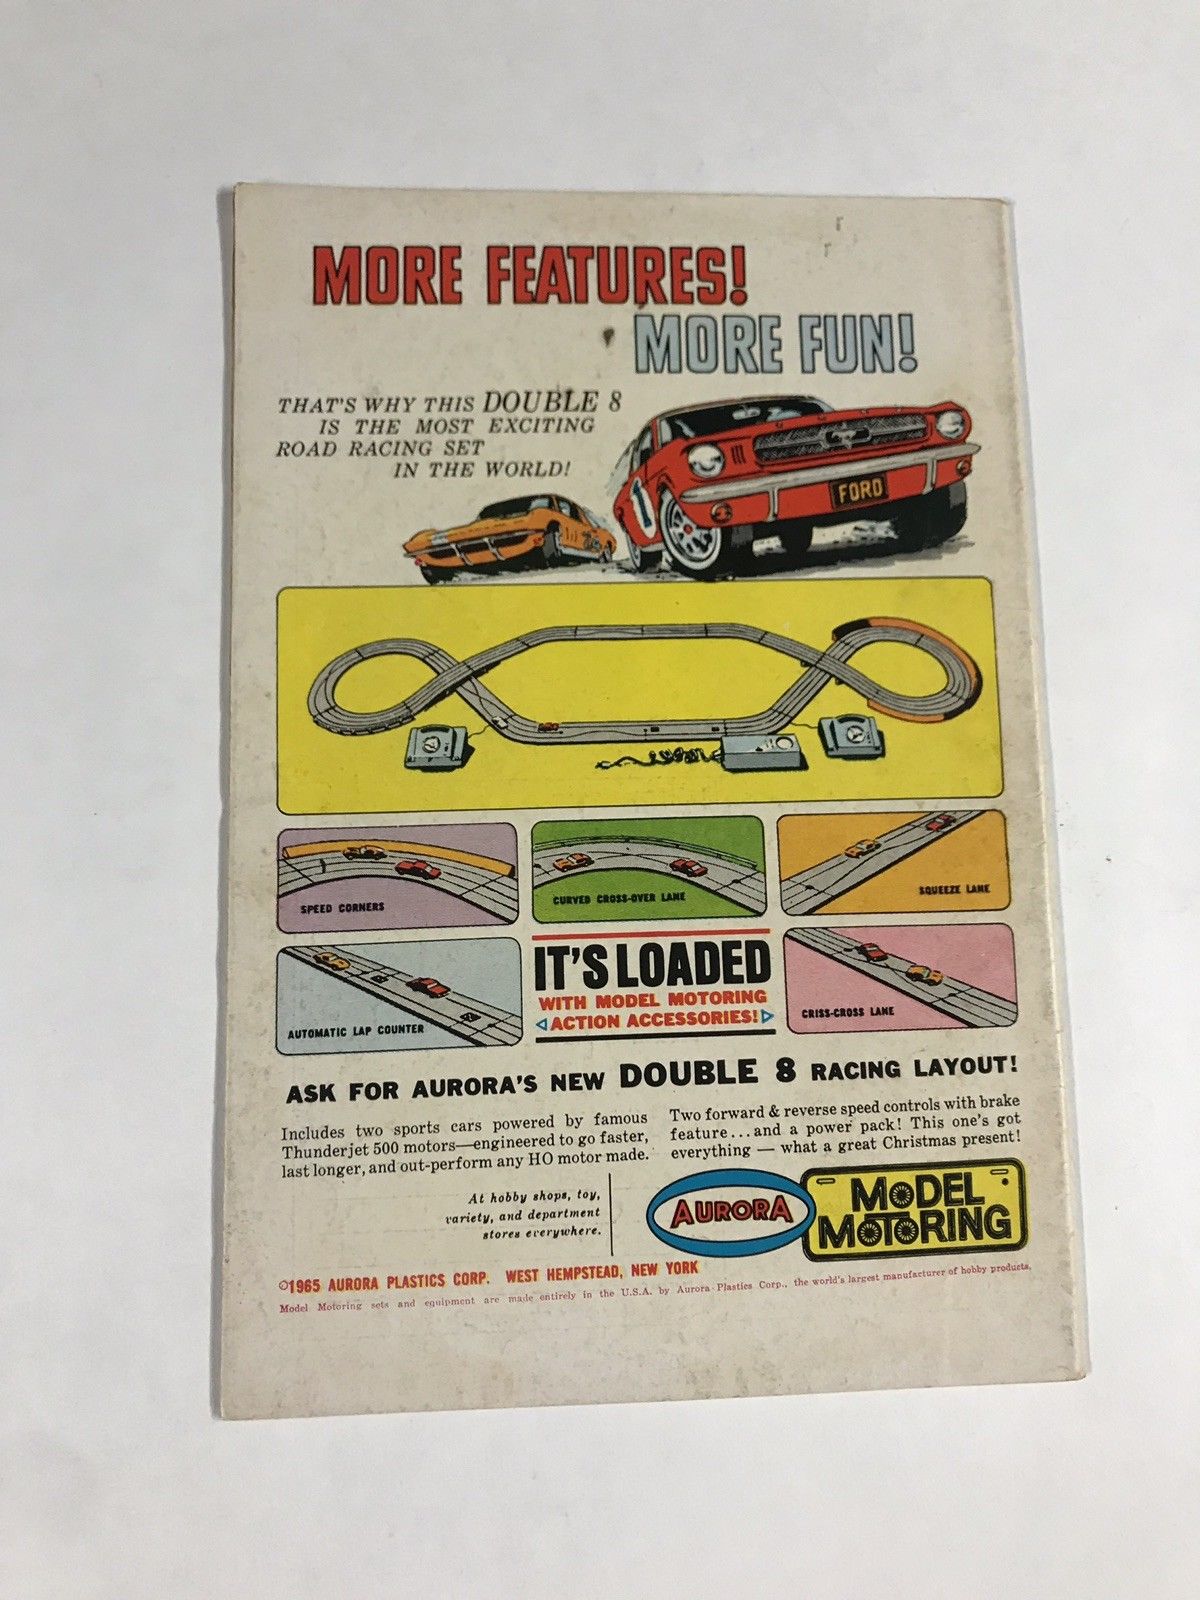 MORE FEATURES!
MORE FUN!
THAT'S WHY THIS DOUBLE 8
IS THE MOST EXCITING
ROAD RACING SET
IN THE WORLD!
1
FORD
SPEED CORNERS
CURVED CROSS-OVER LANE
SQUEEZE LANE
AUTOMATIC LAP COUNTER
IT'S LOADED
WITH MODEL MOTORING
ACTION ACCESSORIES!
CRISS-CROSS LANE
ASK FOR AURORA'S NEW DOUBLE 8 RACING LAYOUT!
Includes two sports cars powered by famous
Thunderjet 500 motors—engineered to go faster,
last longer, and out-perform any HO motor made.
Two forward & reverse speed controls with brake
feature...and a power pack! This one's got
everything — what a great Christmas present!
At hobby shops, toy,
variety, and department
stores everywhere.
AURORA
MODEL
MOTORING
©1965 AURORA PLASTICS CORP. WEST HEMPSTEAD, NEW YORK
Model Motoring sets and equipment are made entirely in the U.S.A. by Aurora Plastics Corp., the world's largest manufacturer of hobby products.